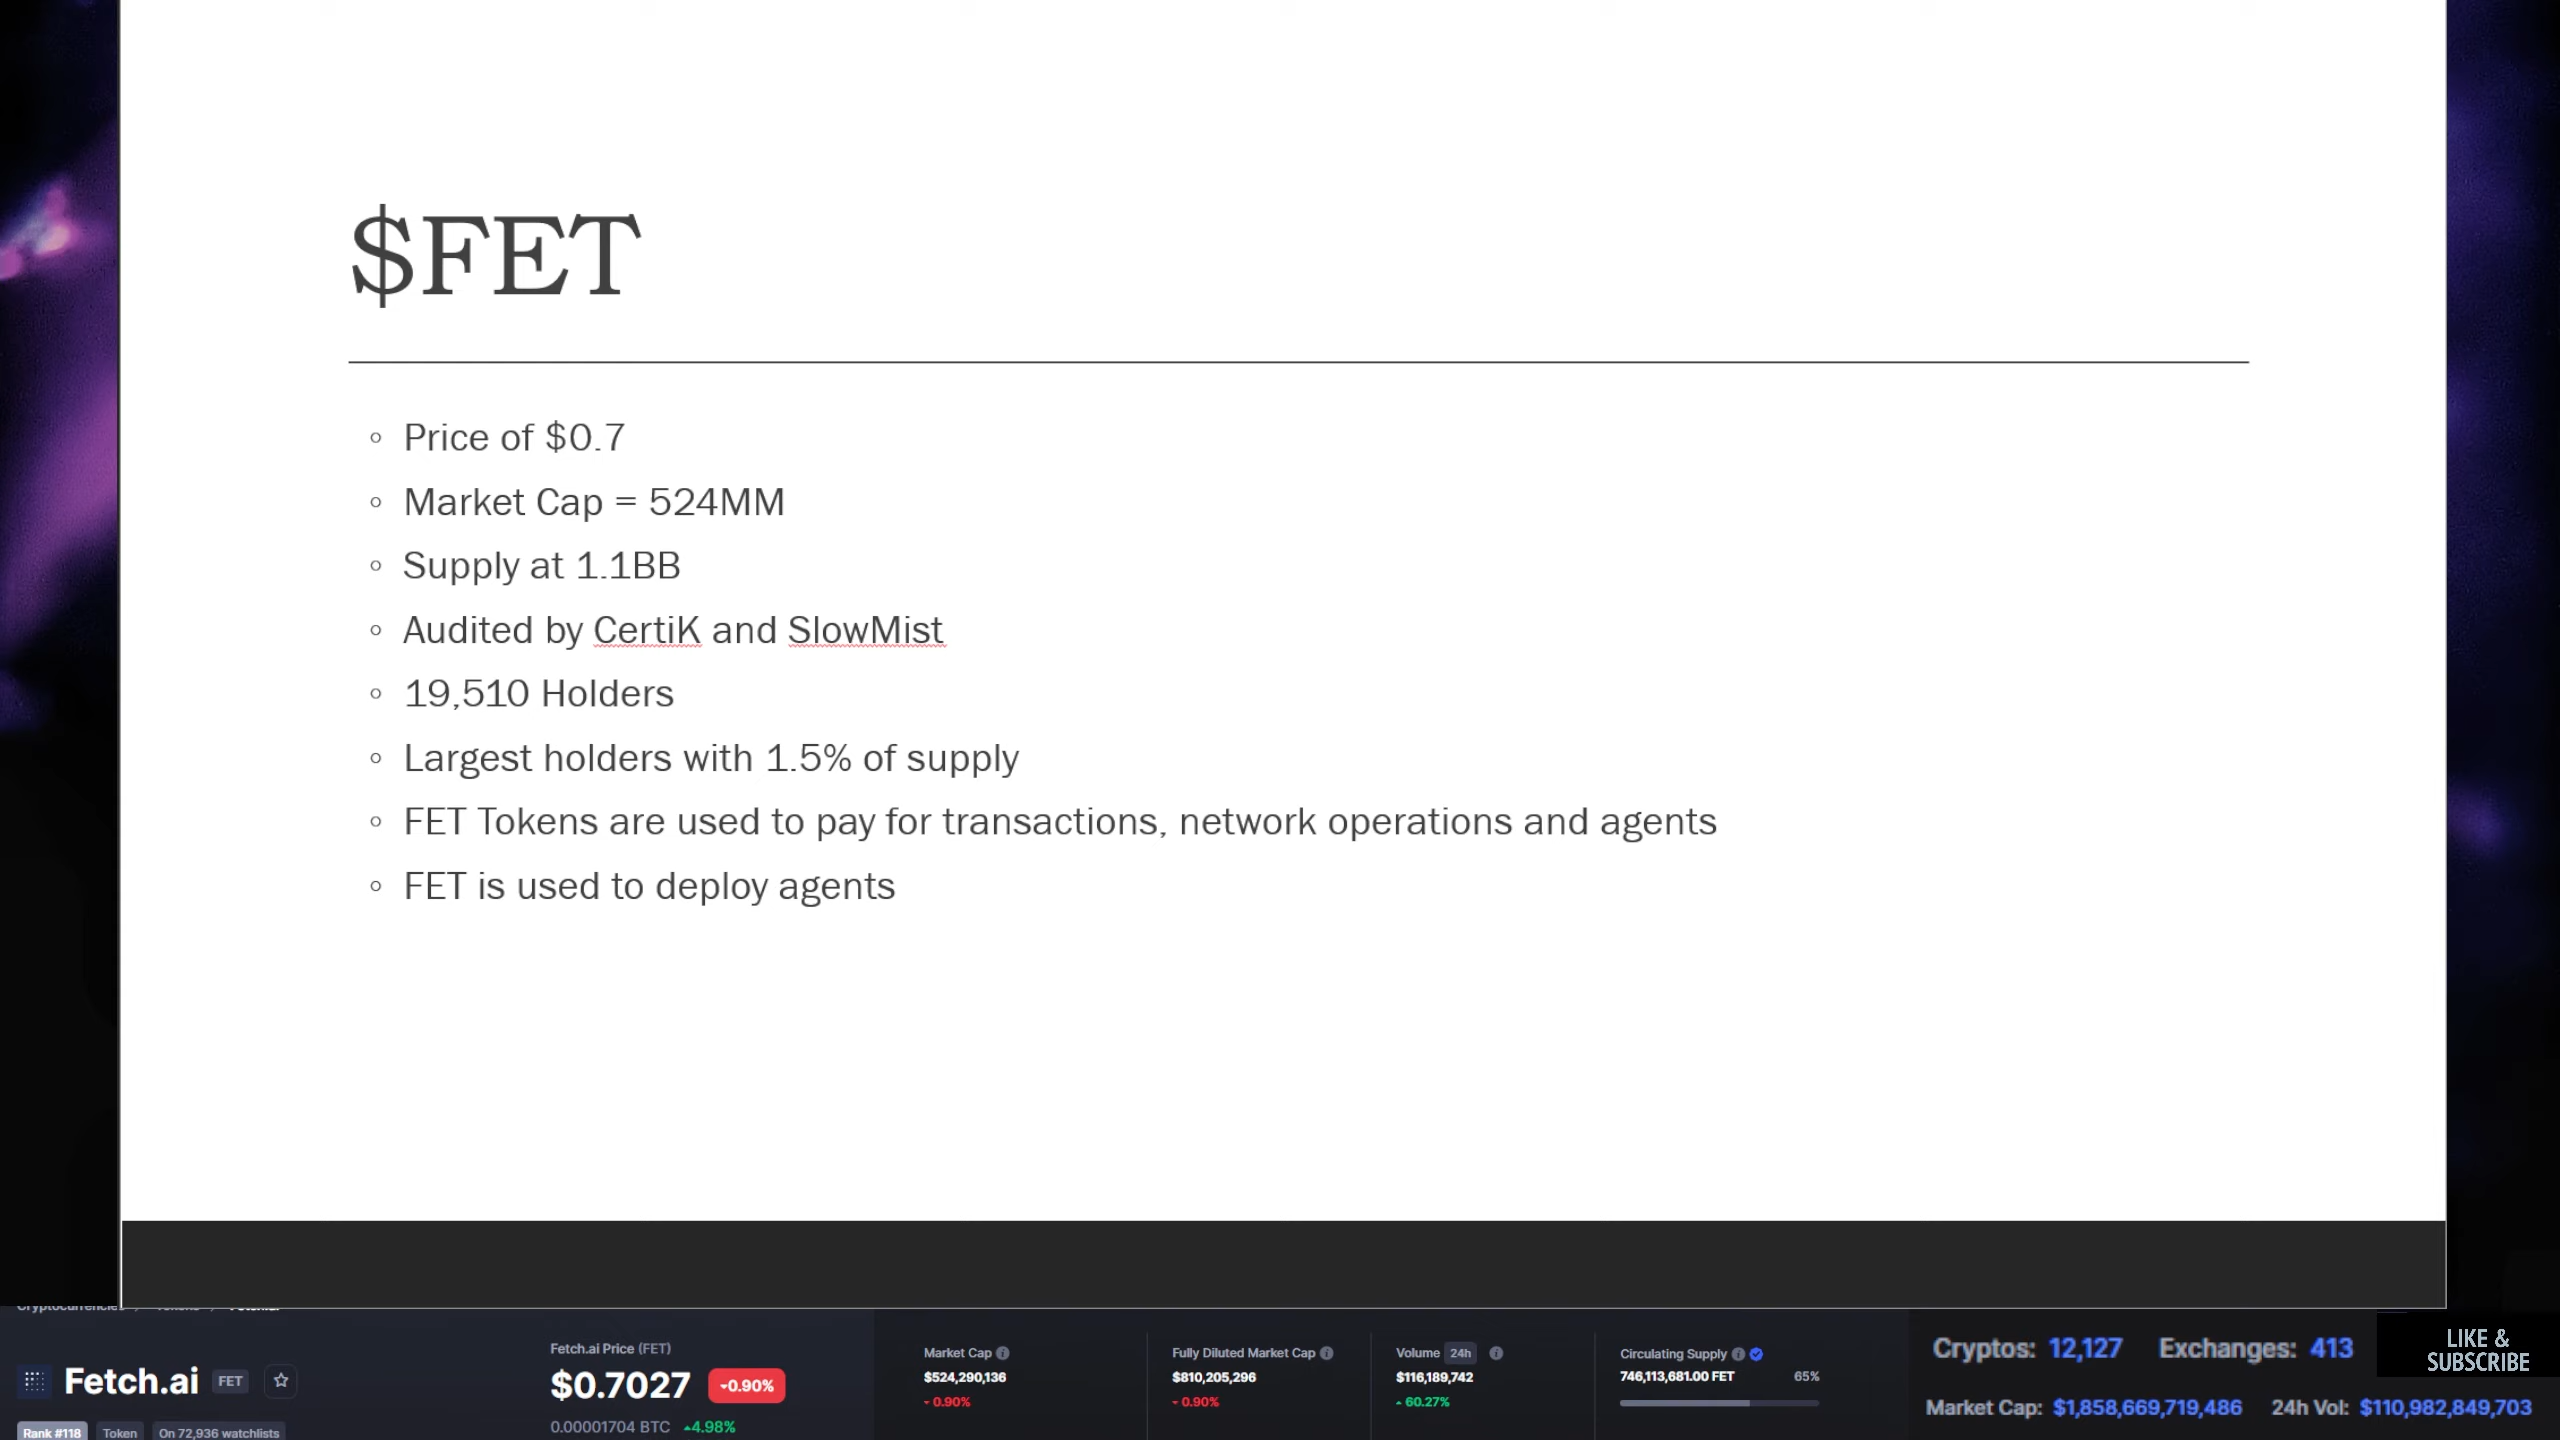 $FET
Price of $0.7
Market Cap = 524MM
Supply at 1.1BB
Audited by CertiK and SlowMist
19,510 Holders
Largest holders with 1.5% of supply
FET Tokens are used to pay for transactions, network operations and agents
FET is used to deploy agents
Fetch.ai FET
Rank #118 Token On 72,936 watchlists
Fetch.ai Price (FET)
$0.7027 0.90%
0.00001704 BTC 4.98%
Market Cap
$524,290,136
0.90%
Fully Diluted Market Cap
$810,205,296
0.90%
Volume 24h
$116,189,742
60.27%
Circulating Supply
746,113,681.00 FET 65%
Cryptos: 12,127 Exchanges: 413
Market Cap: $1,858,669,719,486 24h Vol: $110,982,849,703
LIKE &
SUBSCRIBE